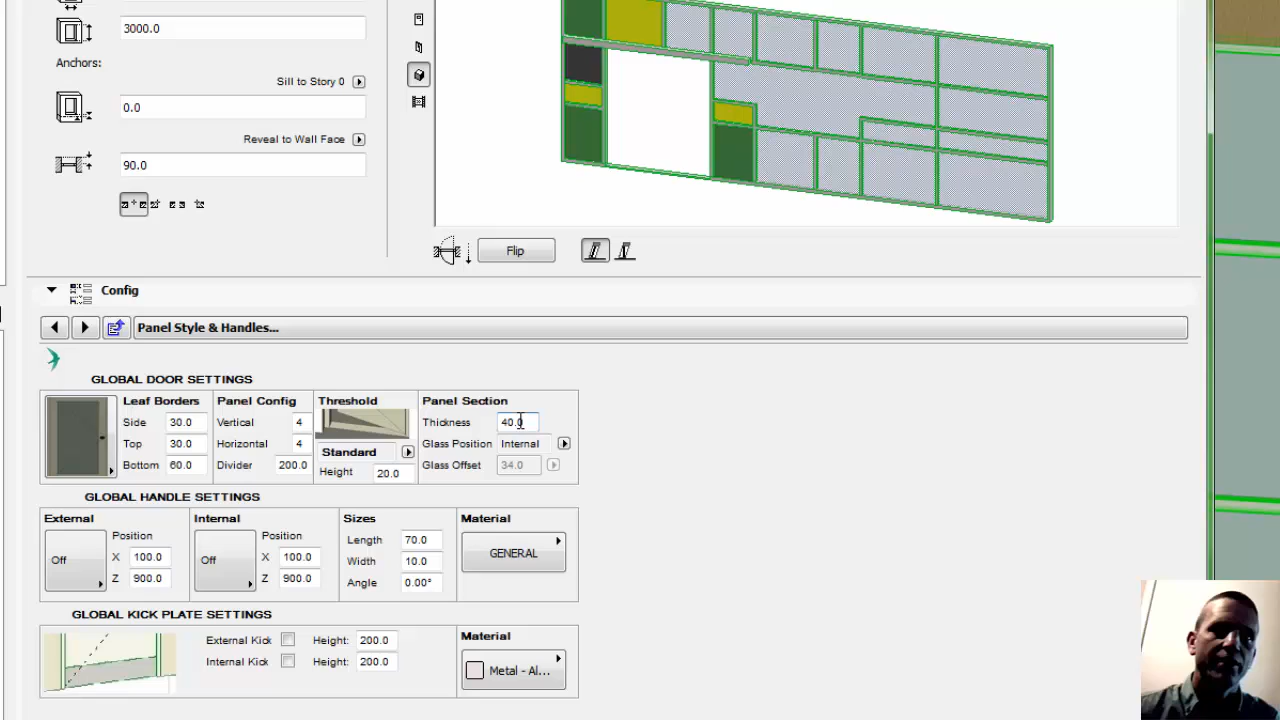 3000.0
Anchors:
Sill to Story 0
0.0
Reveal to Wall Face
90.0
Flip
Config
Panel Style & Handles...
GLOBAL DOOR SETTINGS
Leaf Borders
Side 30.0
Top 30.0
Bottom 60.0
Panel Config
Vertical 4
Horizontal 4
Divider 200.0
Threshold
Standard
Height 20.0
Panel Section
Thickness 40.0
Glass Position Internal
Glass Offset 34.0
GLOBAL HANDLE SETTINGS
External
Off
Position
X 100.0
Z 900.0
Internal
Off
Position
X 100.0
Z 900.0
Sizes
Length 70.0
Width 10.0
Angle 0.00°
Material
GENERAL
GLOBAL KICK PLATE SETTINGS
External Kick Height: 200.0
Internal Kick Height: 200.0
Material
Metal - Al...